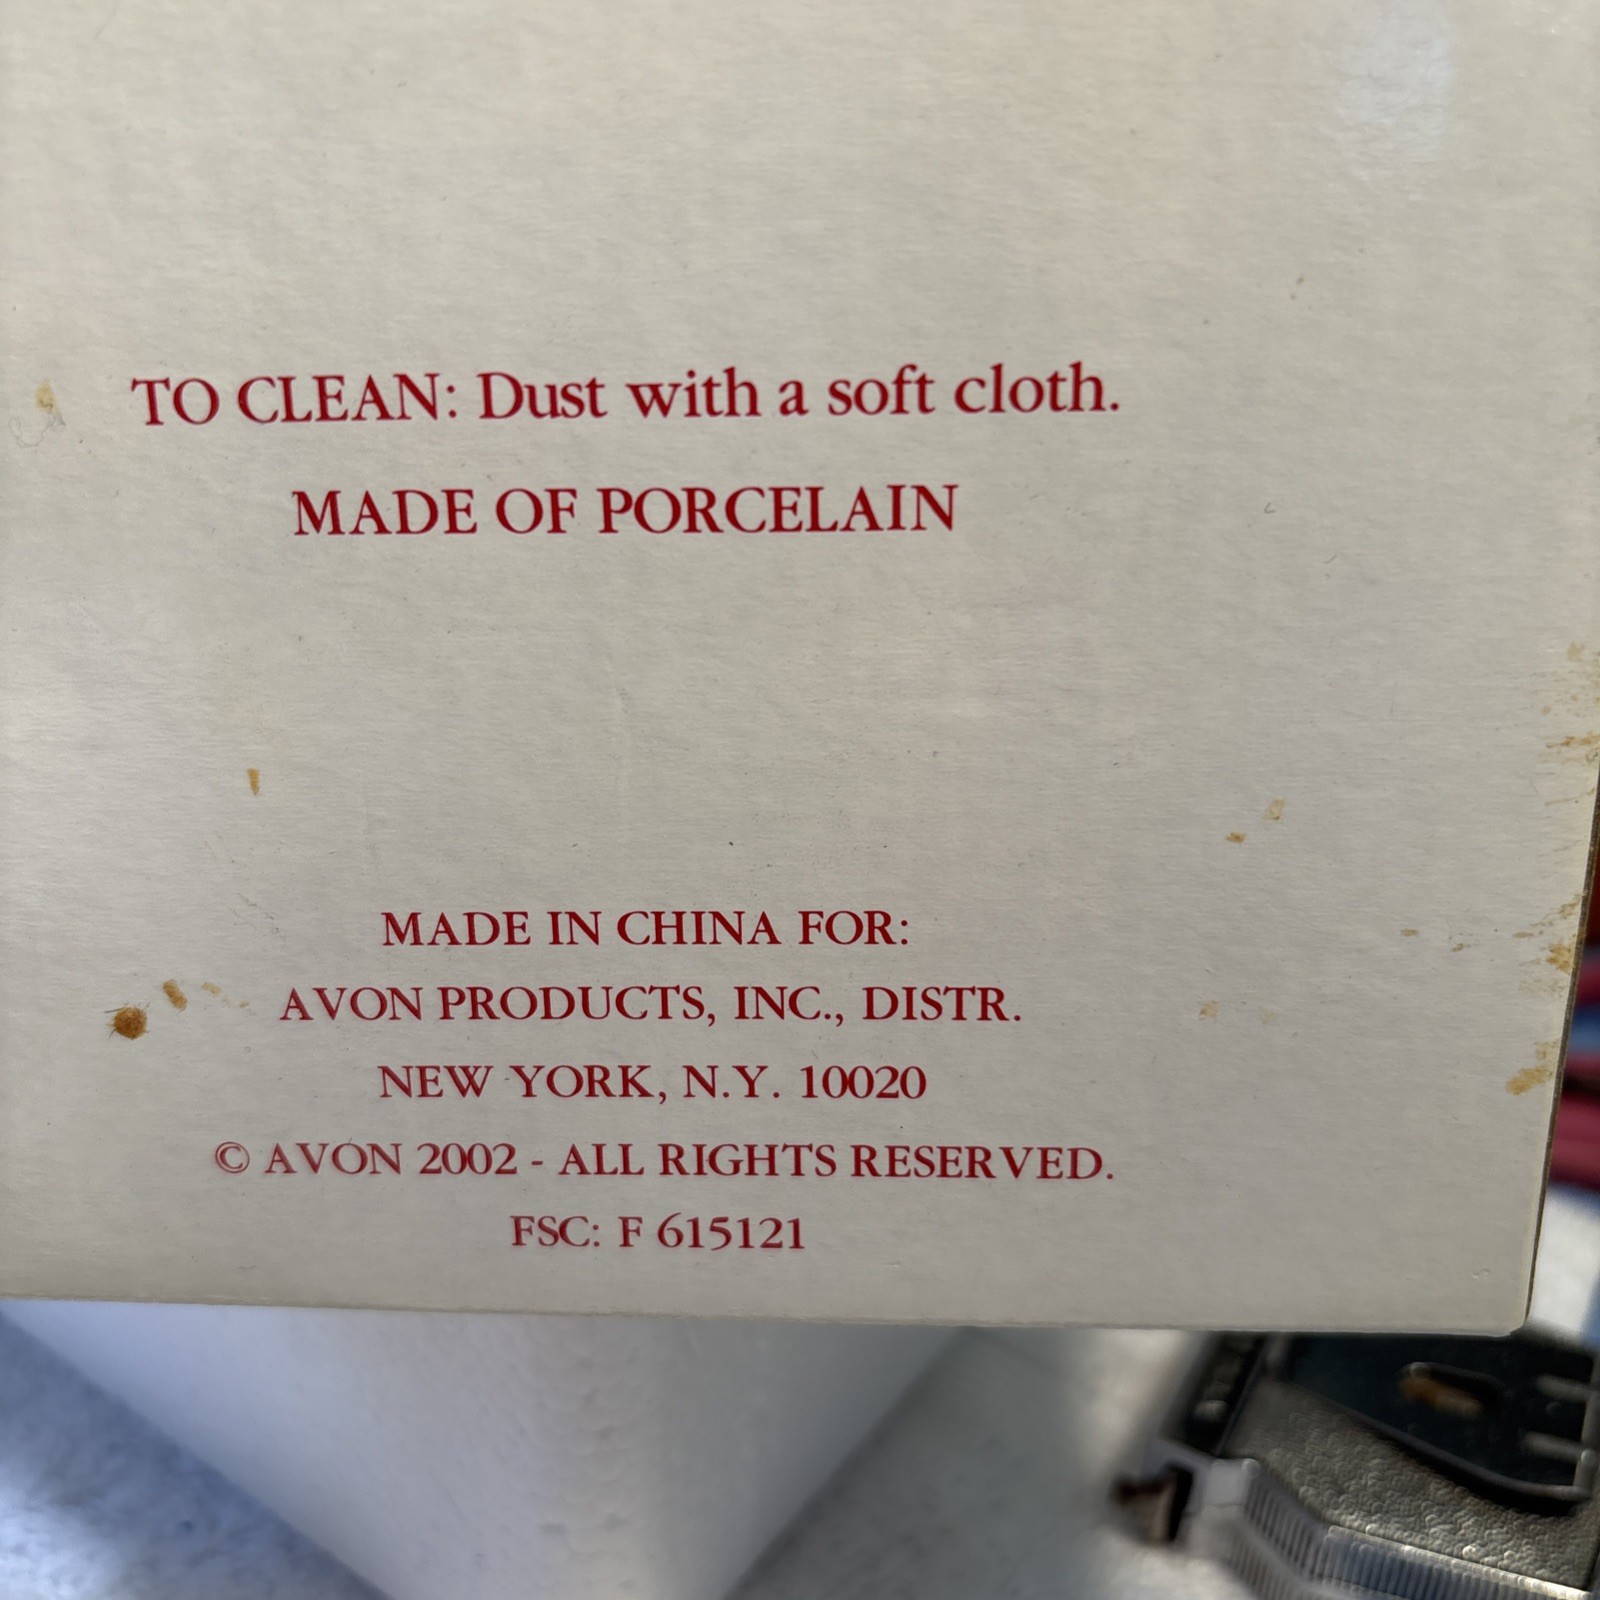 TO CLEAN: Dust with a soft cloth.
MADE OF PORCELAIN
MADE IN CHINA FOR:
AVON PRODUCTS, INC., DISTR.
NEW YORK, N.Y. 10020
© AVON 2002 - ALL RIGHTS RESERVED.
FSC: F 615121